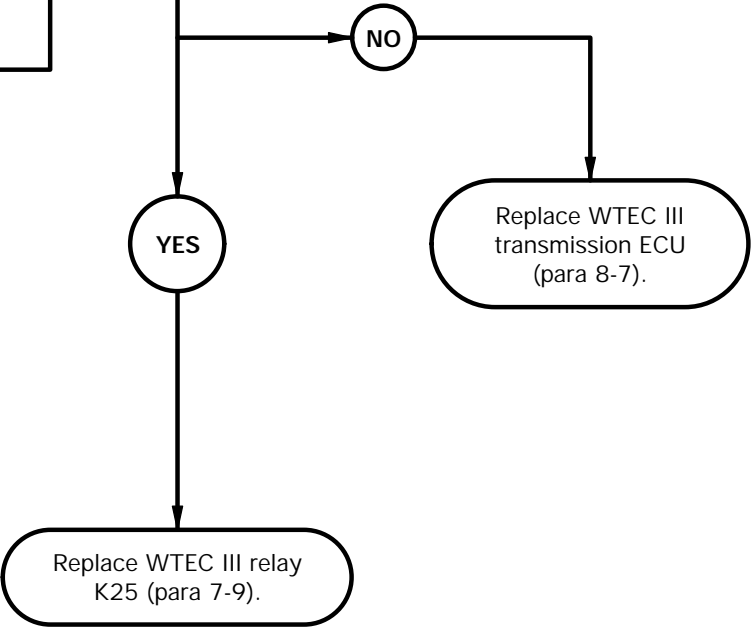 NO
Replace WTEC III
transmission ECU
(para 8-7).
YES
Replace WTEC III relay
K25 (para 7-9).